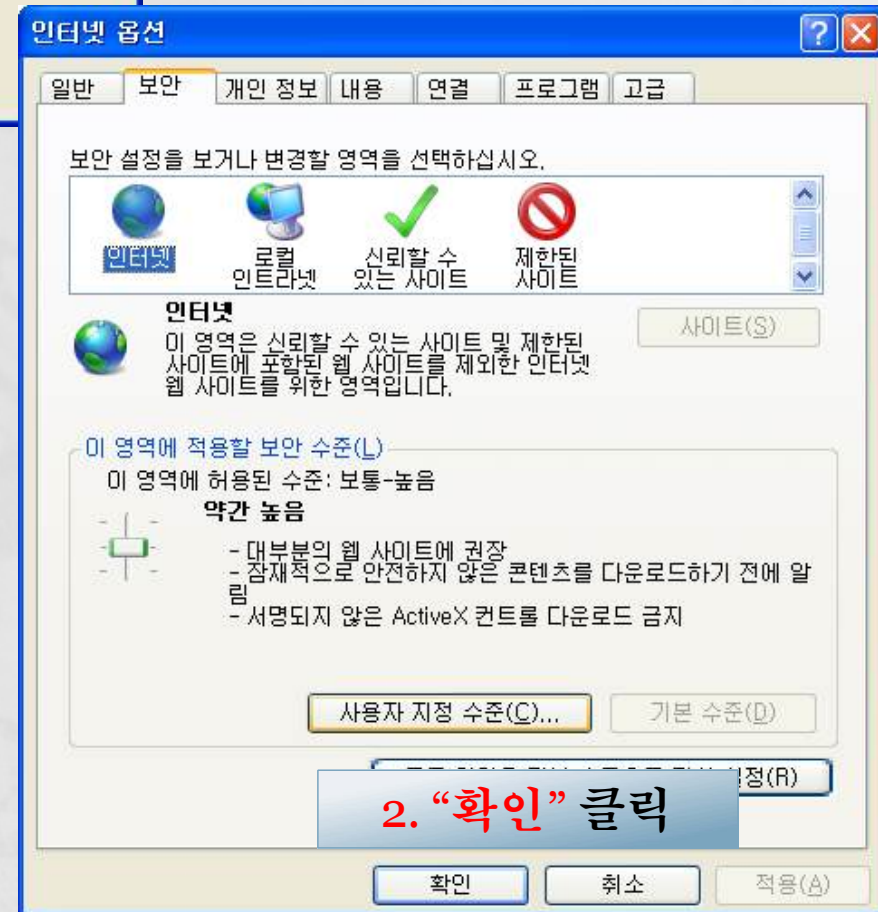 인터넷 옵션
일반 보안 개인 정보 내용 연결 프로그램 고급
보안 설정을 보거나 변경할 영역을 선택하십시오.
인터넷
로컬
인트라넷
신뢰할 수
있는 사이트
제한된
사이트
인터넷
이 영역은 신뢰할 수 있는 사이트 및 제한된
사이트에 포함된 웹 사이트를 제외한 인터넷
웹 사이트를 위한 영역입니다.
사이트(S)
이 영역에 적용할 보안 수준(L)
이 영역에 허용된 수준: 보통-높음
약간 높음
- 대부분의 웹 사이트에 권장
- 잠재적으로 안전하지 않은 콘텐츠를 다운로드하기 전에 알
림
- 서명되지 않은 ActiveX 컨트롤 다운로드 금지
사용자 지정 수준(C)... 기본 수준(D)
정(R)
2. “확인” 클릭
확인 취소 적용(A)